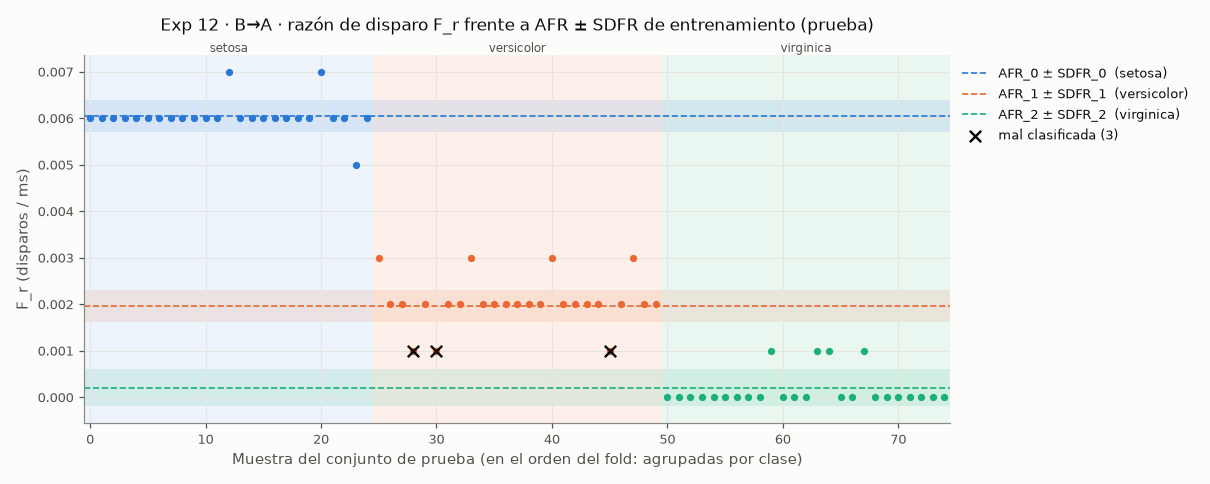 Exp 12 · B→A · razón de disparo F_r frente a AFR ± SDFR de entrenamiento (prueba)
setosa
versicolor
virginica
F_r (disparos / ms)
0.007
0.006
0.005
0.004
0.003
0.002
0.001
0.000
0
10
20
30
40
50
60
70
Muestra del conjunto de prueba (en el orden del fold: agrupadas por clase)
AFR_0 ± SDFR_0 (setosa)
AFR_1 ± SDFR_1 (versicolor)
AFR_2 ± SDFR_2 (virginica)
mal clasificada (3)